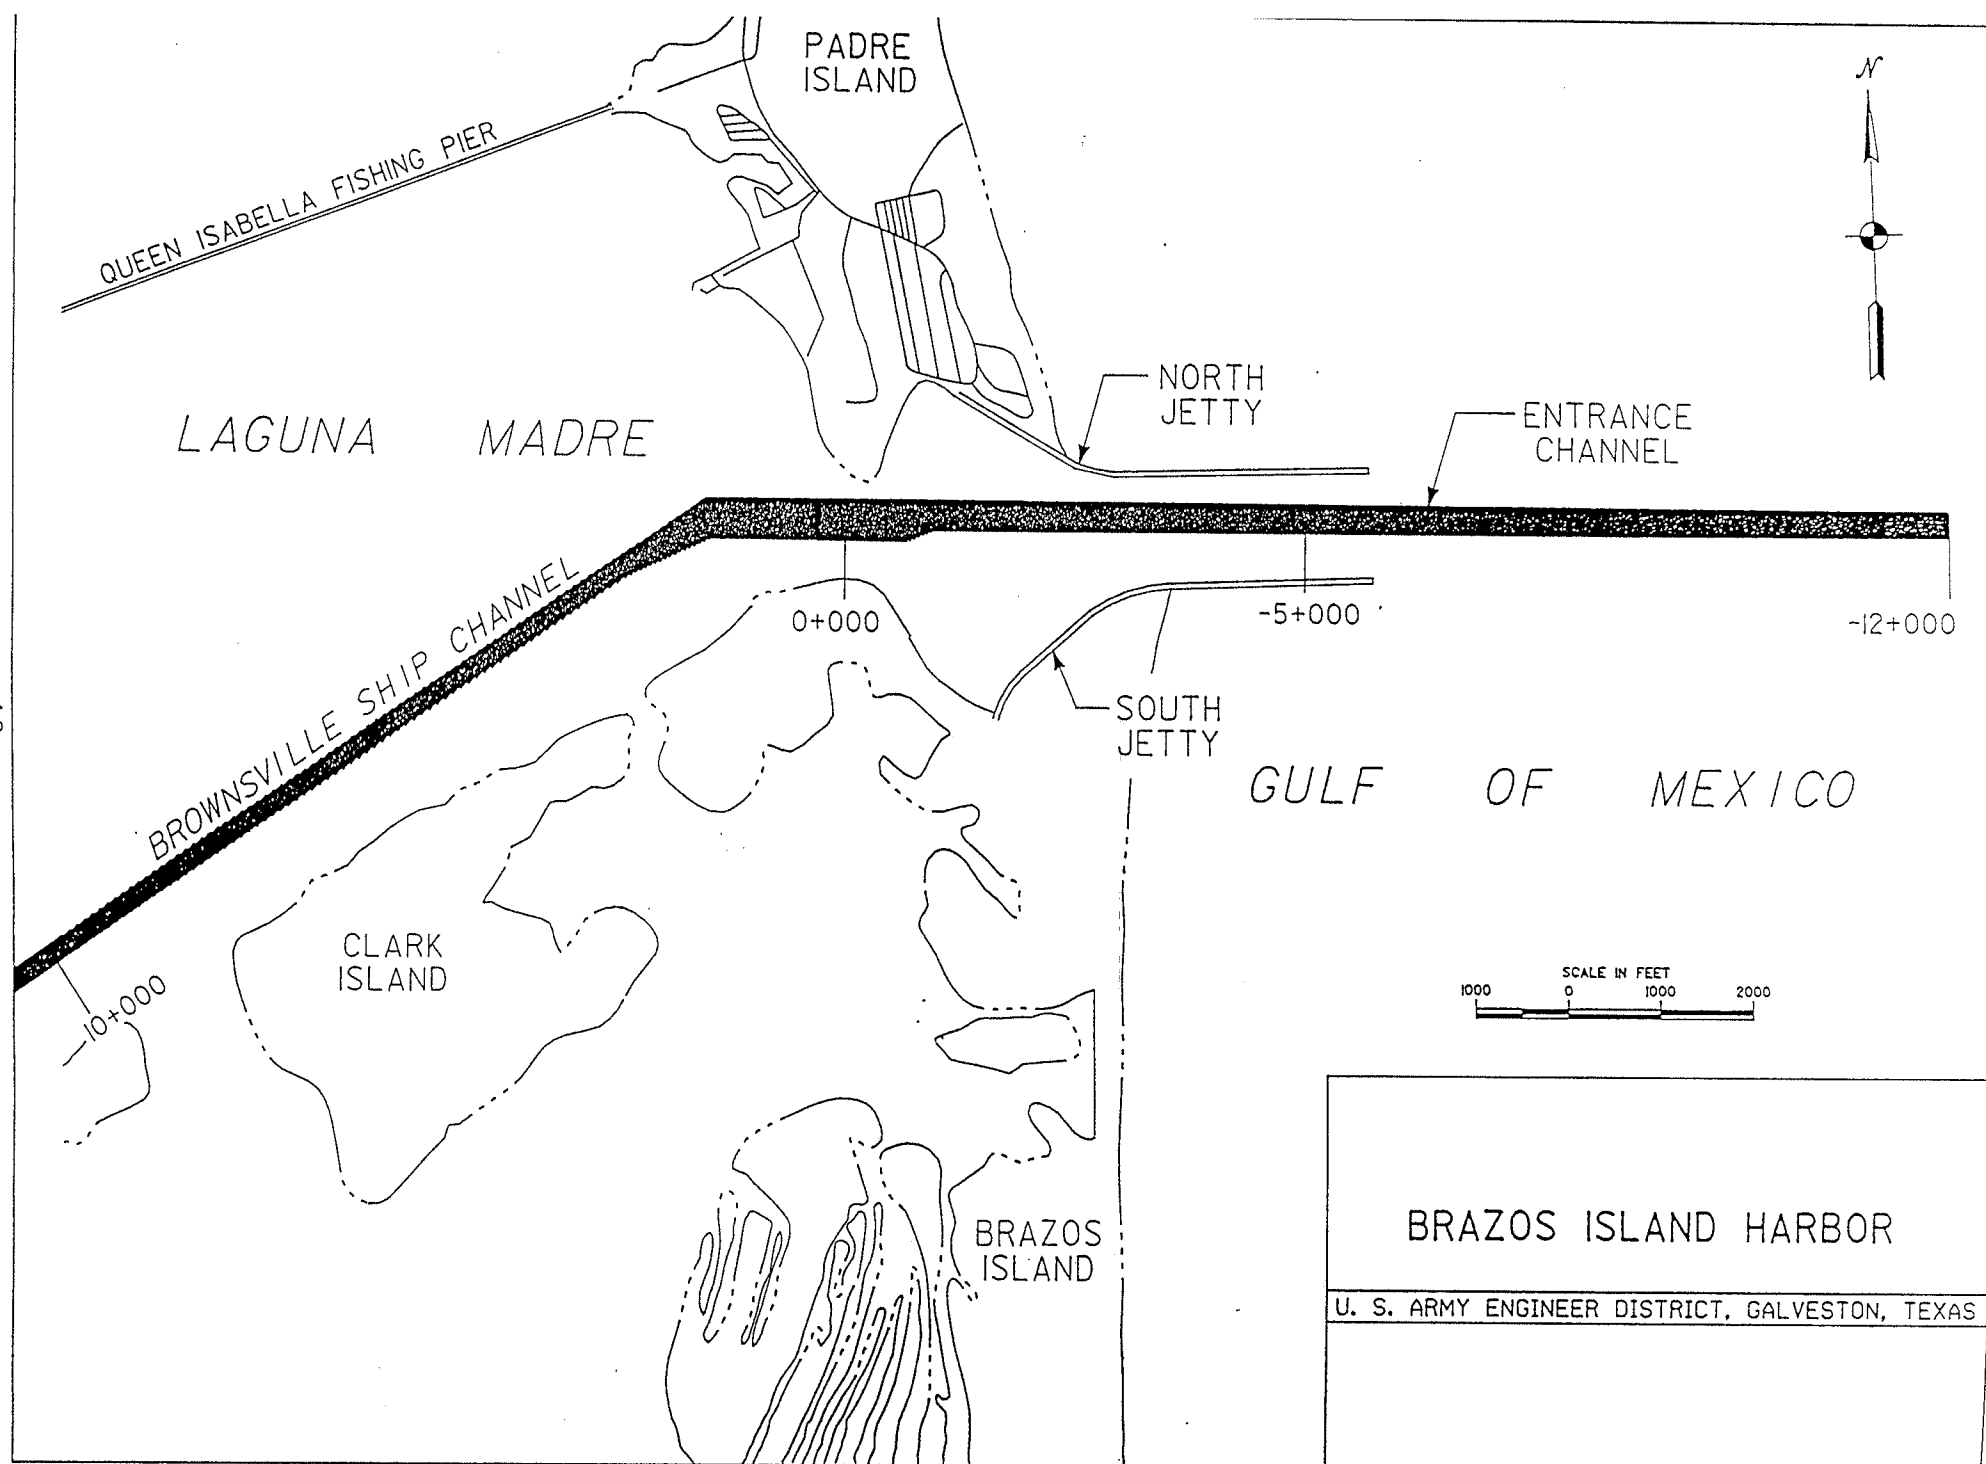 PADRE
ISLAND
N
QUEEN ISABELLA FISHING PIER
NORTH
JETTY
ENTRANCE
CHANNEL
LAGUNA MADRE
BROWNSVILLE SHIP CHANNEL
0+000
-5+000
-12+000
SOUTH
JETTY
GULF OF MEXICO
CLARK
ISLAND
10+000
SCALE IN FEET
1000 0 1000 2000
BRAZOS
ISLAND
BRAZOS ISLAND HARBOR
U. S. ARMY ENGINEER DISTRICT, GALVESTON, TEXAS